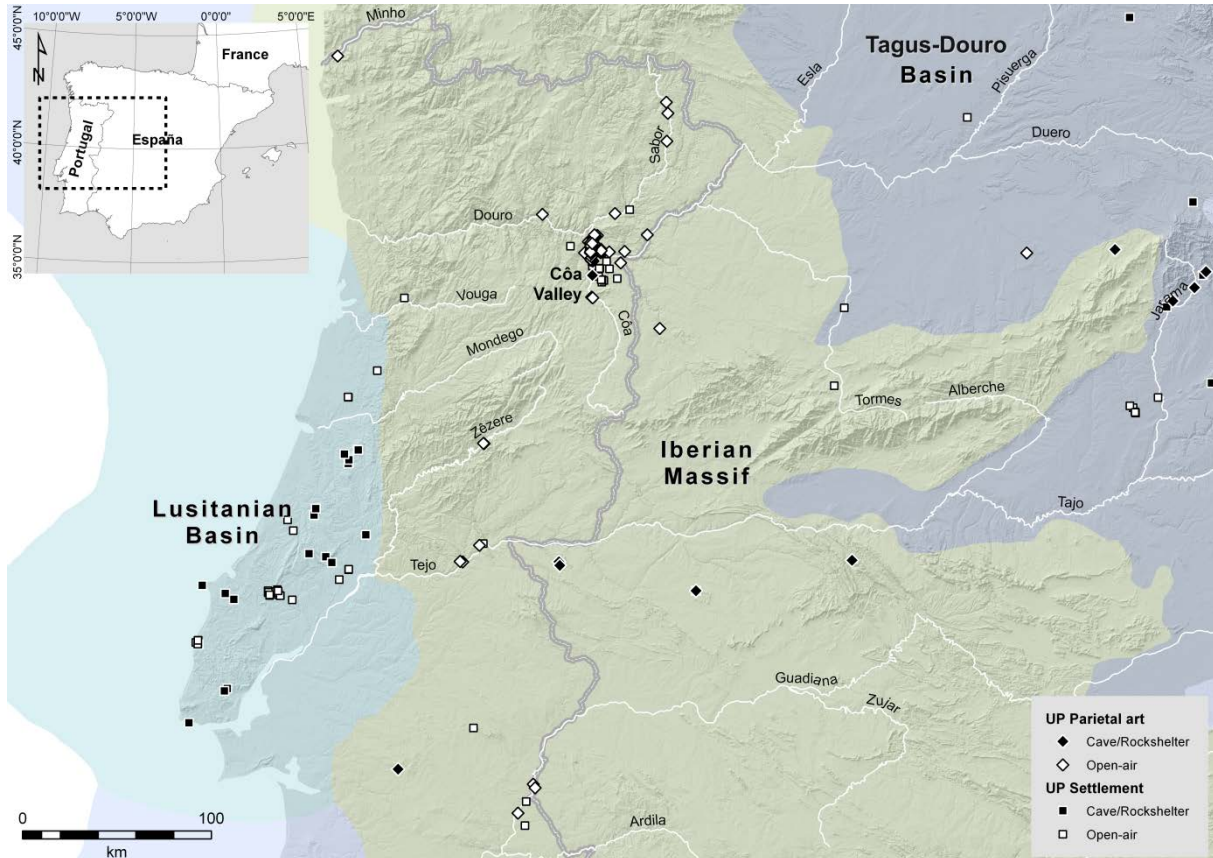 10°0'0"W
5°0'0"W
0°0'0"
5°0'0"E
45°0'0"N
40°0'0"N
35°0'0"N
N
France
España
Portugal
Minho
Esla
Pisuerga
Tagus-Douro
Basin
Duero
Sabor
Douro
Côa
Valley
Côa
Vouga
Mondego
Zêzere
Jarama
Tormes
Alberche
Iberian
Massif
Lusitanian
Basin
Tajo
Tejo
Guadiana
Zujar
Ardila
0
100
km
UP Parietal art
Cave/Rockshelter
Open-air
UP Settlement
Cave/Rockshelter
Open-air